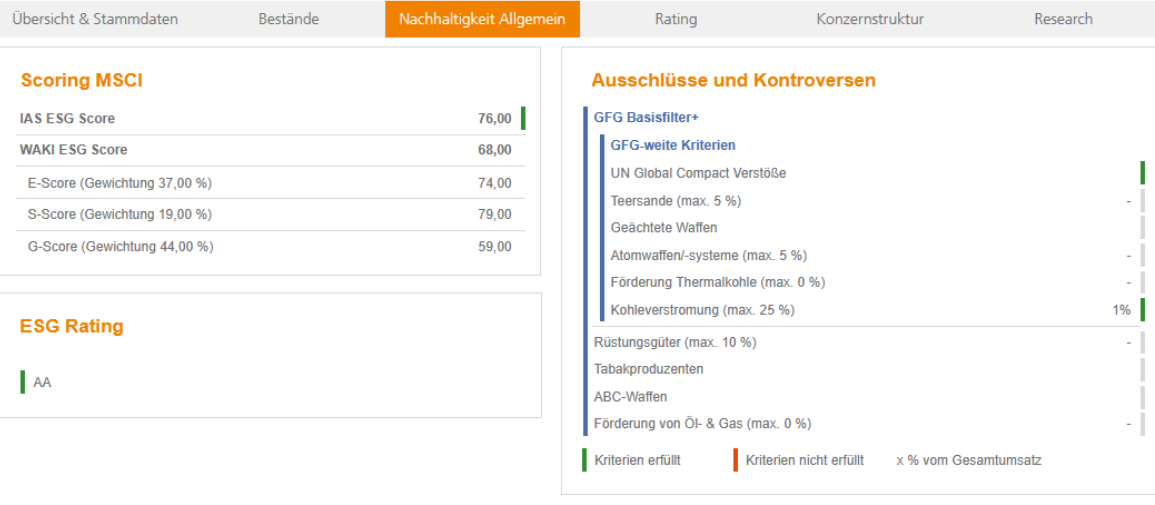 Übersicht & Stammdaten Bestände Nachhaltigkeit Allgemein Rating Konzernstruktur Research
Scoring MSCI
IAS ESG Score 76,00
WAKI ESG Score 68,00
E-Score (Gewichtung 37,00 %) 74,00
S-Score (Gewichtung 19,00 %) 79,00
G-Score (Gewichtung 44,00 %) 59,00
ESG Rating
AA
Ausschlüsse und Kontroversen
GFG Basisfilter+
GFG-weite Kriterien
UN Global Compact Verstöße
Teersande (max. 5 %) -
Geächtete Waffen
Atomwaffen/-systeme (max. 5 %) -
Förderung Thermalkohle (max. 0 %) -
Kohleverstromung (max. 25 %) 1%
Rüstungsgüter (max. 10 %) -
Tabakproduzenten
ABC-Waffen
Förderung von Öl- & Gas (max. 0 %) -
Kriterien erfüllt Kriterien nicht erfüllt x % vom Gesamtumsatz